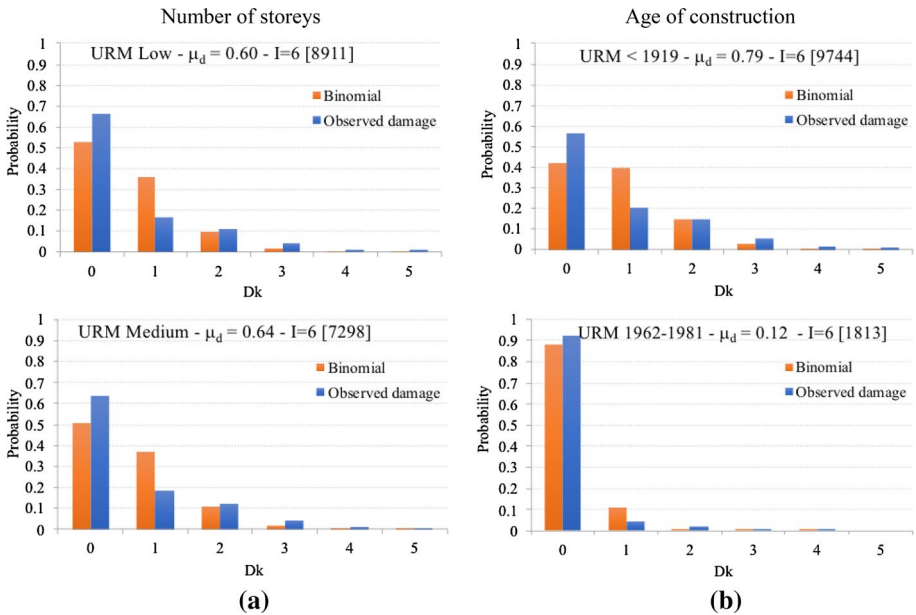 Number of storeys
URM Low - μd = 0.60 - I=6 [8911]
Binomial
Observed damage
Probability
1
0.9
0.8
0.7
0.6
0.5
0.4
0.3
0.2
0.1
0
0 1 2 3 4 5
Dk
URM Medium - μd = 0.64 - I=6 [7298]
Binomial
Observed damage
Probability
1
0.9
0.8
0.7
0.6
0.5
0.4
0.3
0.2
0.1
0
0 1 2 3 4 5
Dk
(a)
Age of construction
URM < 1919 - μd = 0.79 - I=6 [9744]
Binomial
Observed damage
Probability
1
0.9
0.8
0.7
0.6
0.5
0.4
0.3
0.2
0.1
0
0 1 2 3 4 5
Dk
URM 1962-1981 - μd = 0.12 - I=6 [1813]
Binomial
Observed damage
Probability
1
0.9
0.8
0.7
0.6
0.5
0.4
0.3
0.2
0.1
0
0 1 2 3 4 5
Dk
(b)